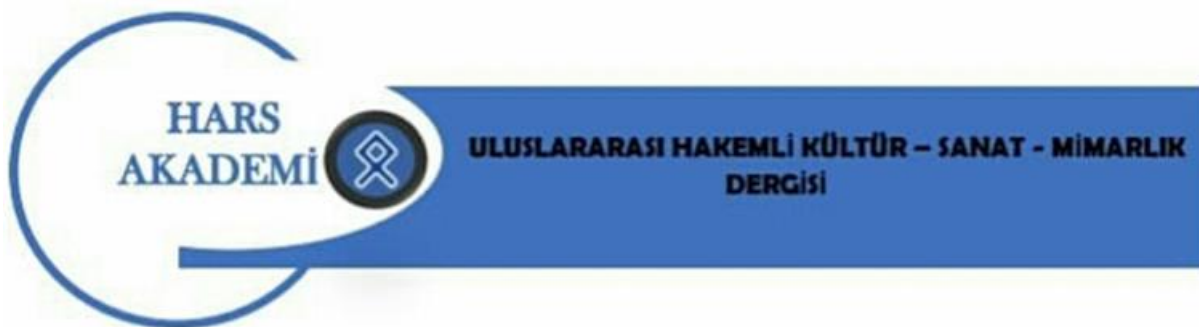 HARS
AKADEMİ
ULUSLARARASI HAKEMLİ KÜLTÜR – SANAT - MİMARLIK
DERGİSİ